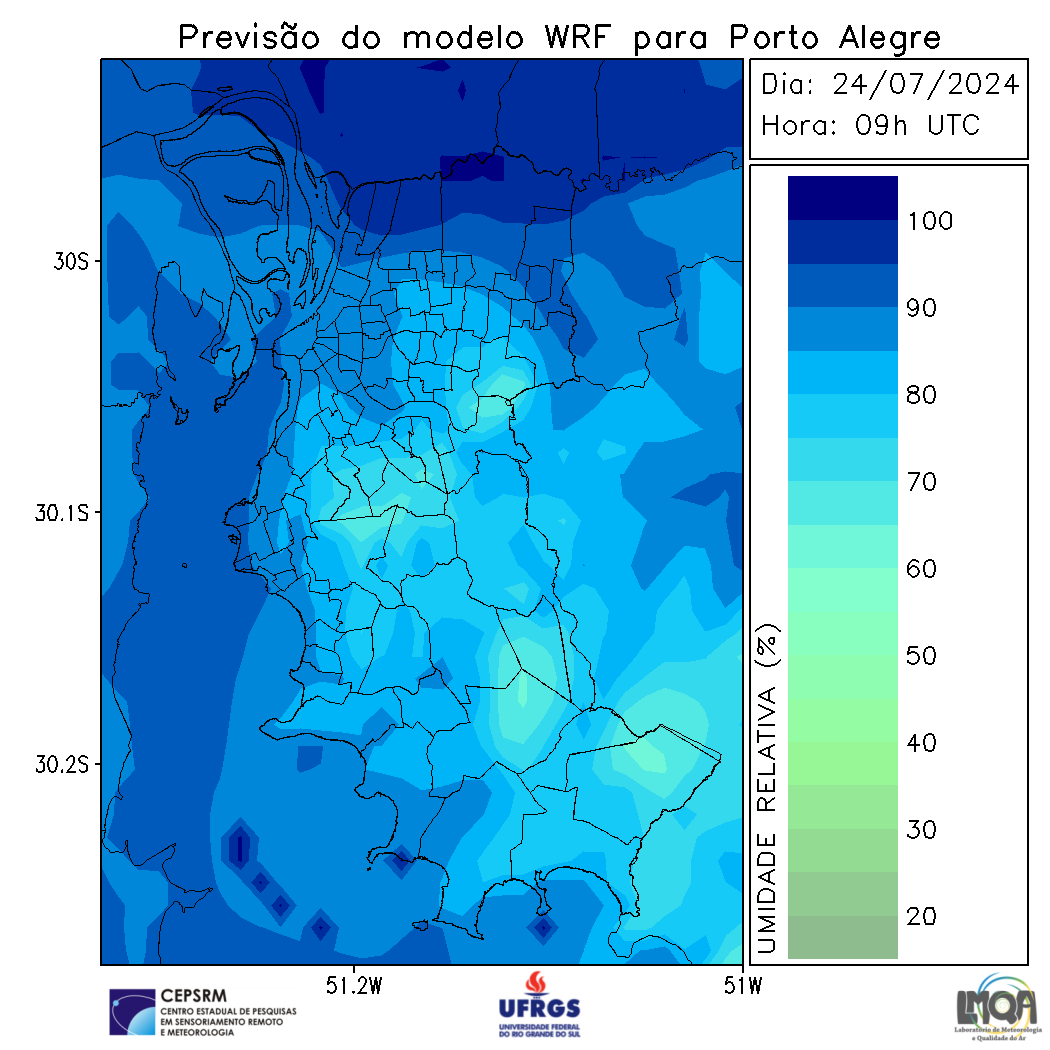 Previsão do modelo WRF para Porto Alegre
Dia: 24/07/2024
Hora: 09h UTC
30S
30.1S
30.2S
51.2W
51W
100
90
80
70
60
50
40
30
20
UMIDADE RELATIVA (%)
CEPSRM
CENTRO ESTADUAL DE PESQUISAS
EM SENSORIAMENTO REMOTO
E METEOROLOGIA
UFRGS
UNIVERSIDADE FEDERAL
DO RIO GRANDE DO SUL
LMQA
Laboratório de Meteorologia
e Qualidade do Ar